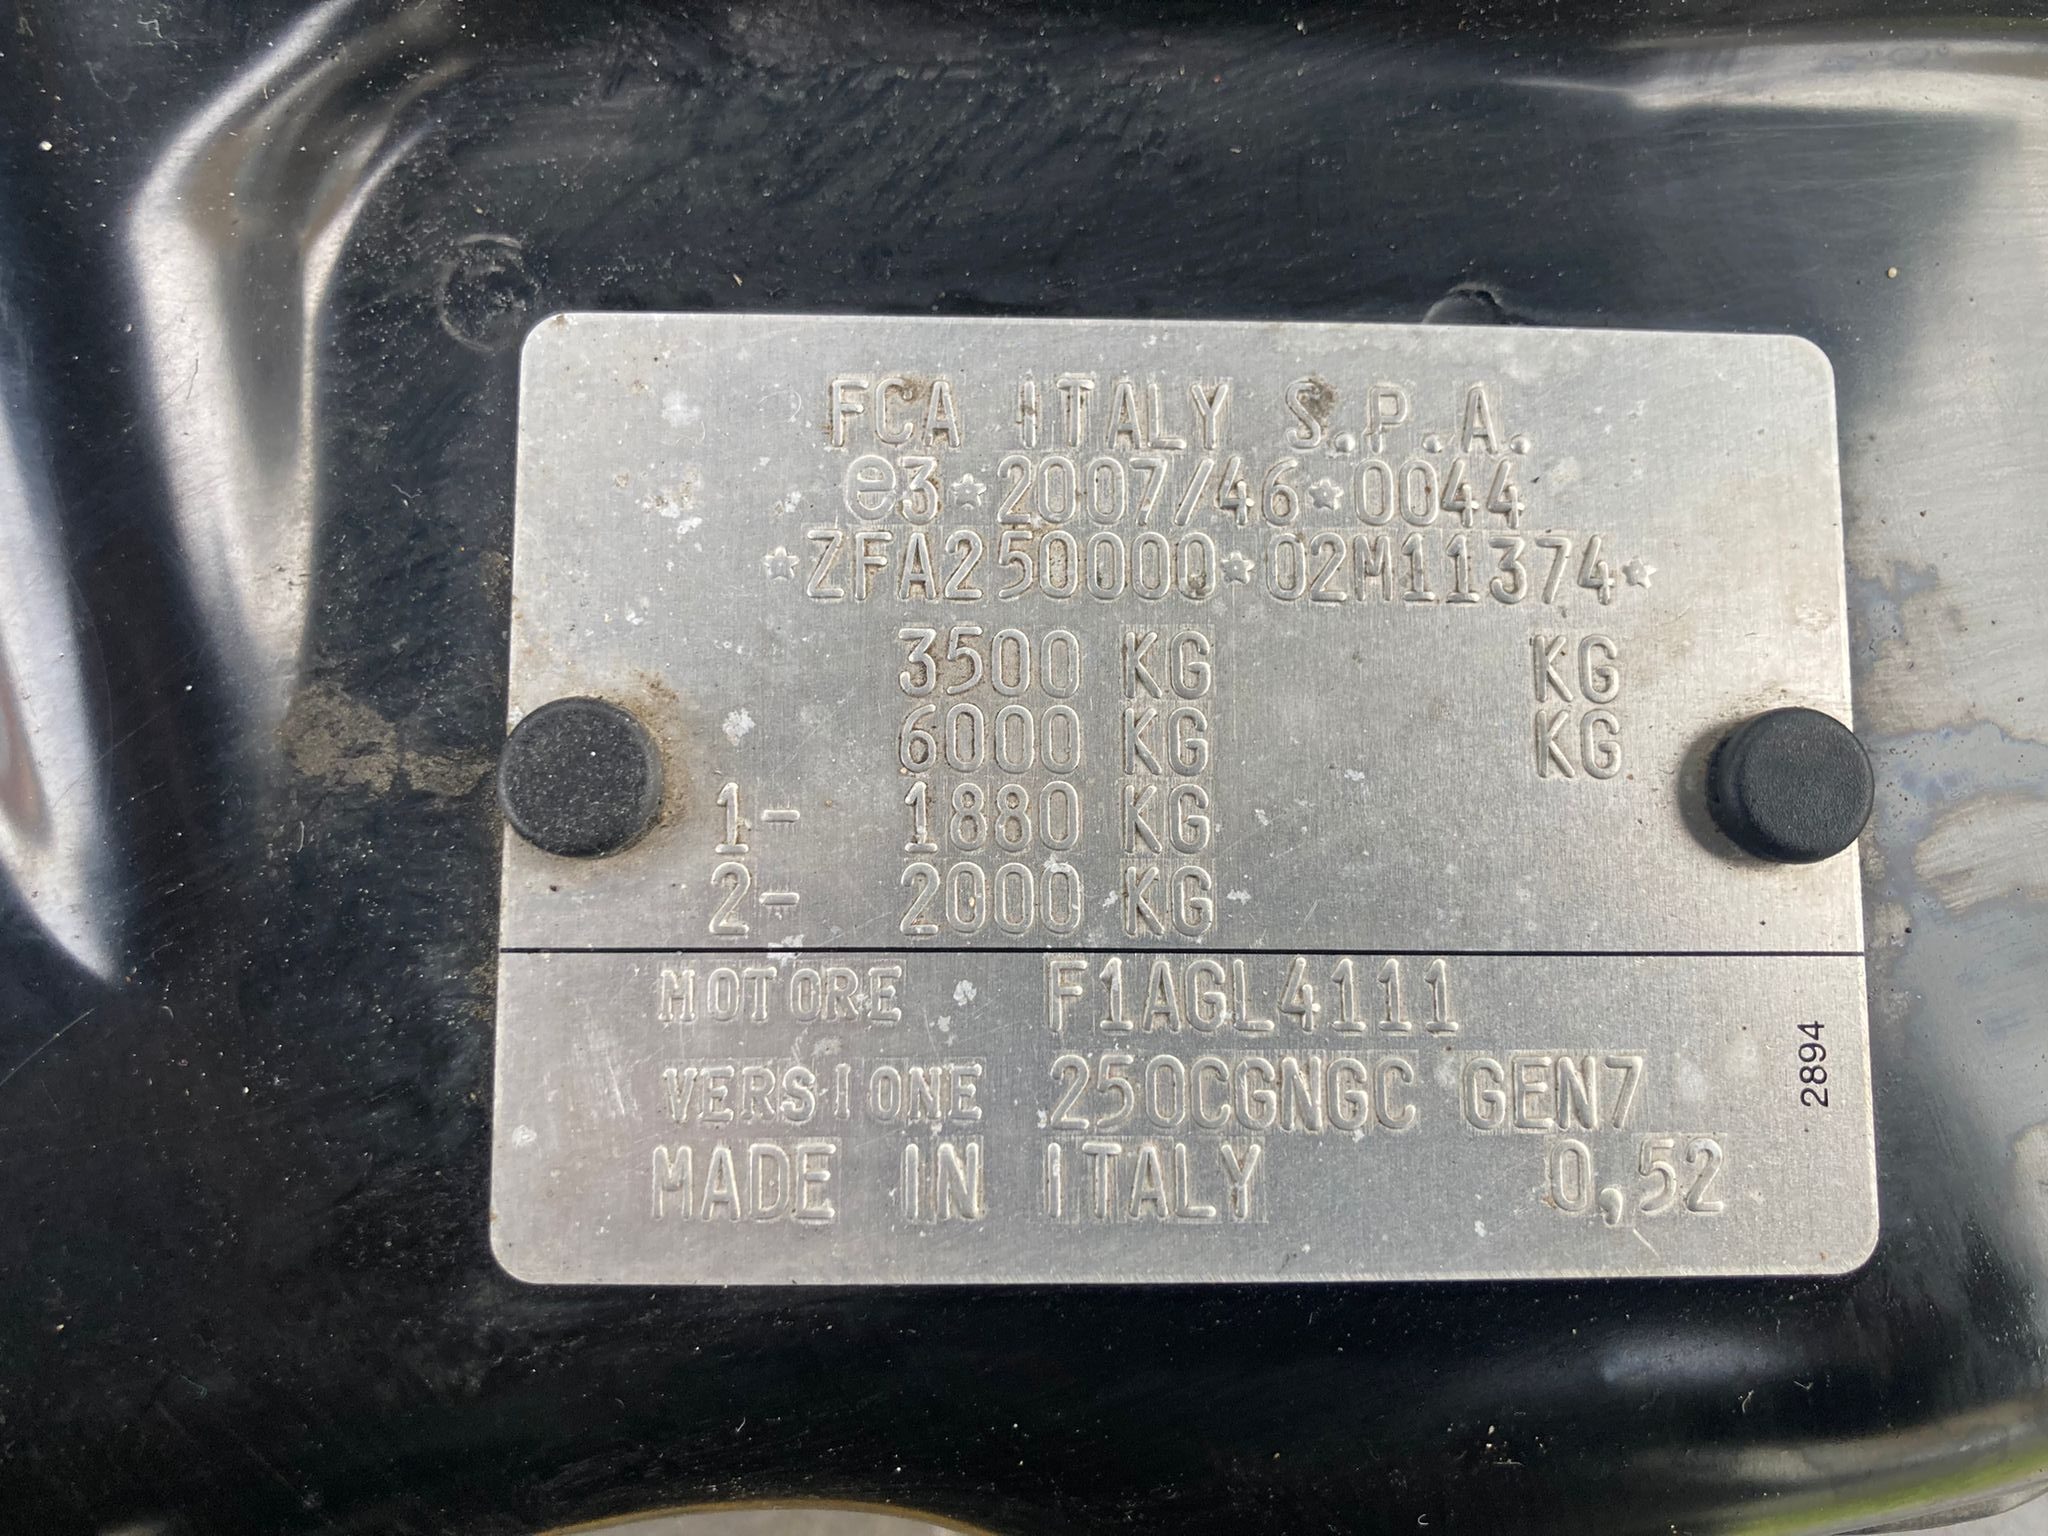 FCA ITALY S.P.A.
e3*2007/46*0044
*ZFA250000*02M11374*
3500 KG KG
6000 KG KG
1- 1880 KG
2- 2000 KG
MOTORE F1AGL4111
VERSIONE 250CGNGC GEN7
MADE IN ITALY 0,52
28894